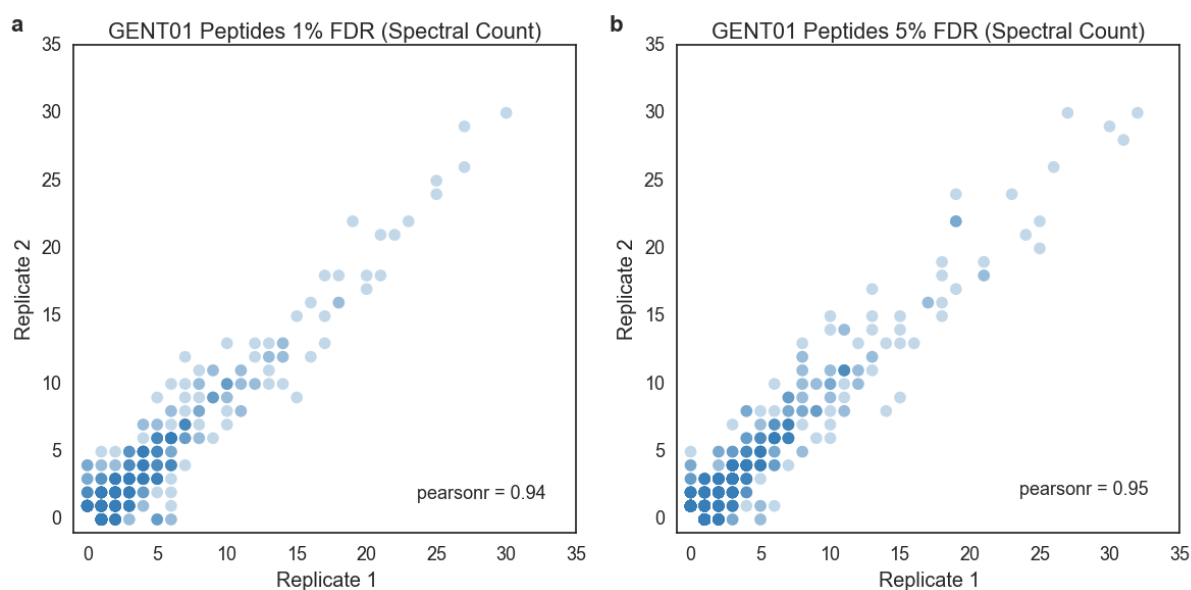 a
GENT01 Peptides 1% FDR (Spectral Count)
35
30
25
20
15
10
5
0
Replicate 2
pearsonr = 0.94
0 5 10 15 20 25 30 35
Replicate 1
b
GENT01 Peptides 5% FDR (Spectral Count)
35
30
25
20
15
10
5
0
Replicate 2
pearsonr = 0.95
0 5 10 15 20 25 30 35
Replicate 1